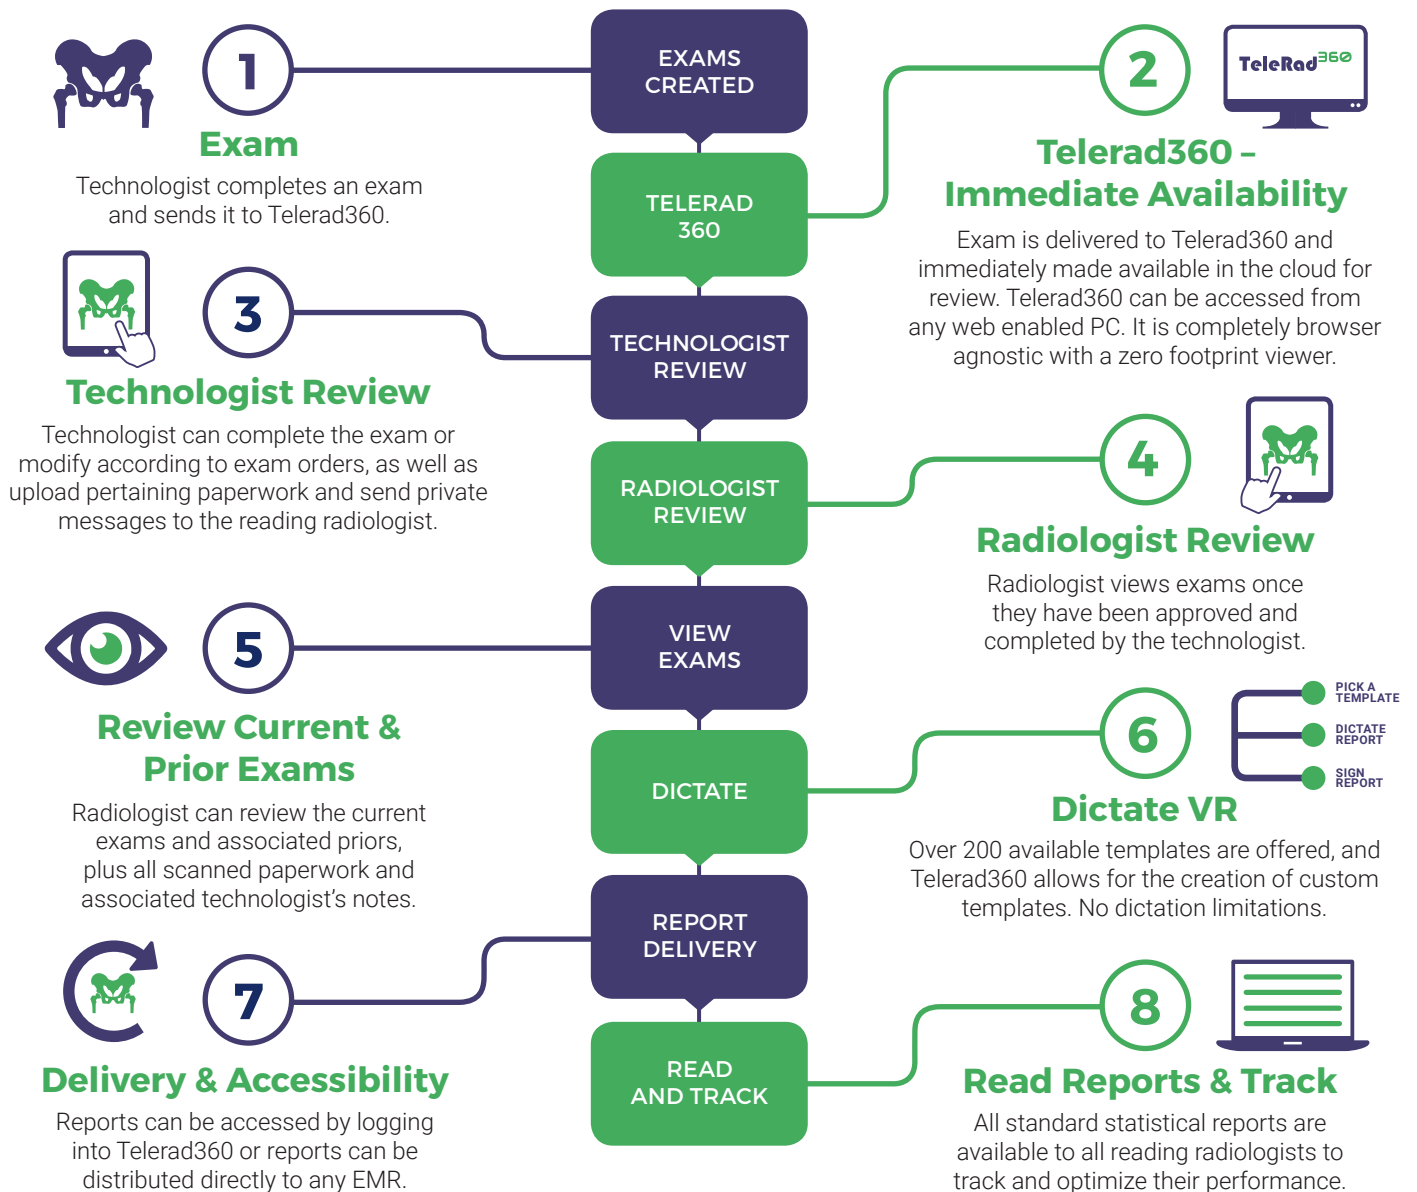 1
Exam
Technologist completes an exam
and sends it to Telerad360.
EXAMS
CREATED
2
TeleRad360
Telerad360 –
Immediate Availability
Exam is delivered to Telerad360 and
immediately made available in the cloud for
review. Telerad360 can be accessed from
any web enabled PC. It is completely browser
agnostic with a zero footprint viewer.
TELERAD
360
3
Technologist Review
Technologist can complete the exam or
modify according to exam orders, as well as
upload pertaining paperwork and send private
messages to the reading radiologist.
TECHNOLOGIST
REVIEW
4
Radiologist Review
Radiologist views exams once
they have been approved and
completed by the technologist.
RADIOLOGIST
REVIEW
5
Review Current &
Prior Exams
Radiologist can review the current
exams and associated priors,
plus all scanned paperwork and
associated technologist’s notes.
VIEW
EXAMS
6
PICK A
TEMPLATE
DICTATE
REPORT
SIGN
REPORT
Dictate VR
Over 200 available templates are offered, and
Telerad360 allows for the creation of custom
templates. No dictation limitations.
DICTATE
7
Delivery & Accessibility
Reports can be accessed by logging
into Telerad360 or reports can be
distributed directly to any EMR.
REPORT
DELIVERY
8
Read Reports & Track
All standard statistical reports are
available to all reading radiologists to
track and optimize their performance.
READ
AND TRACK